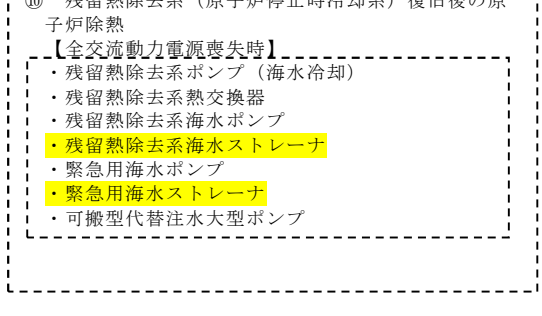 ⑩ 残留熱除去系（原子炉停止時冷却系）復旧後の原
子炉除熱
【全交流動力電源喪失時】
・残留熱除去系ポンプ（海水冷却）
・残留熱除去系熱交換器
・残留熱除去系海水ポンプ
・残留熱除去系海水ストレーナ
・緊急用海水ポンプ
・緊急用海水ストレーナ
・可搬型代替注水大型ポンプ